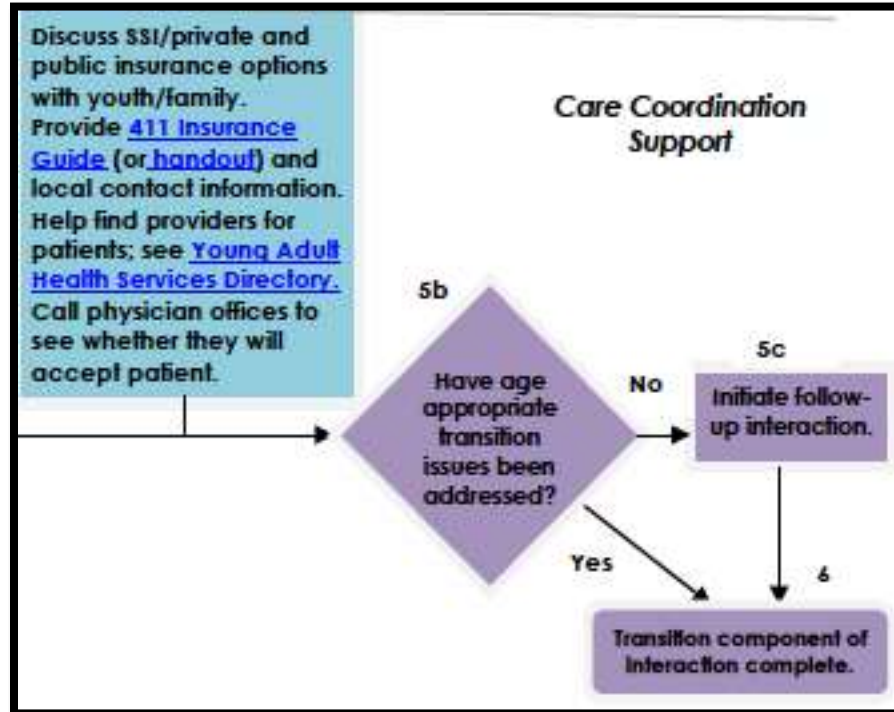 Discuss SSI/private and
public insurance options
with youth/family.
Provide 411 Insurance
Guide (or handout) and
local contact information.
Help find providers for
patients; see Young Adult
Health Services Directory.
Call physician offices to
see whether they will
accept patient.
Care Coordination
Support
5b
Have age
appropriate
transition
issues been
addressed?
No
5c
Initiate follow-
up interaction.
Yes
6
Transition component of
interaction complete.